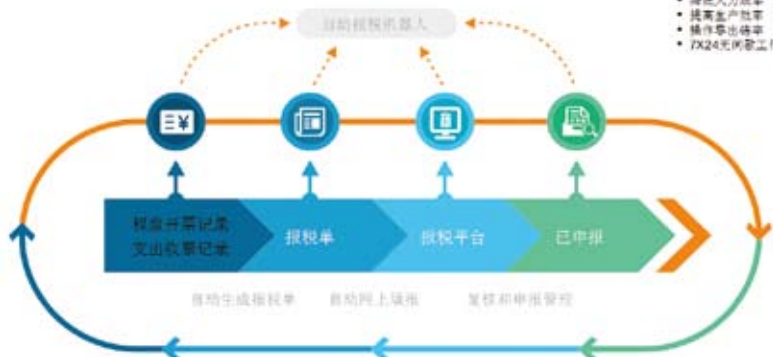 自动报税机器人
降低人力成本
提高生产效率
操作零出错率
7X24无间歇工作
核查开票记录
支出收票记录
报税单
报税平台
已申报
自动生成报税单
自动网上填报
复核和申报管控